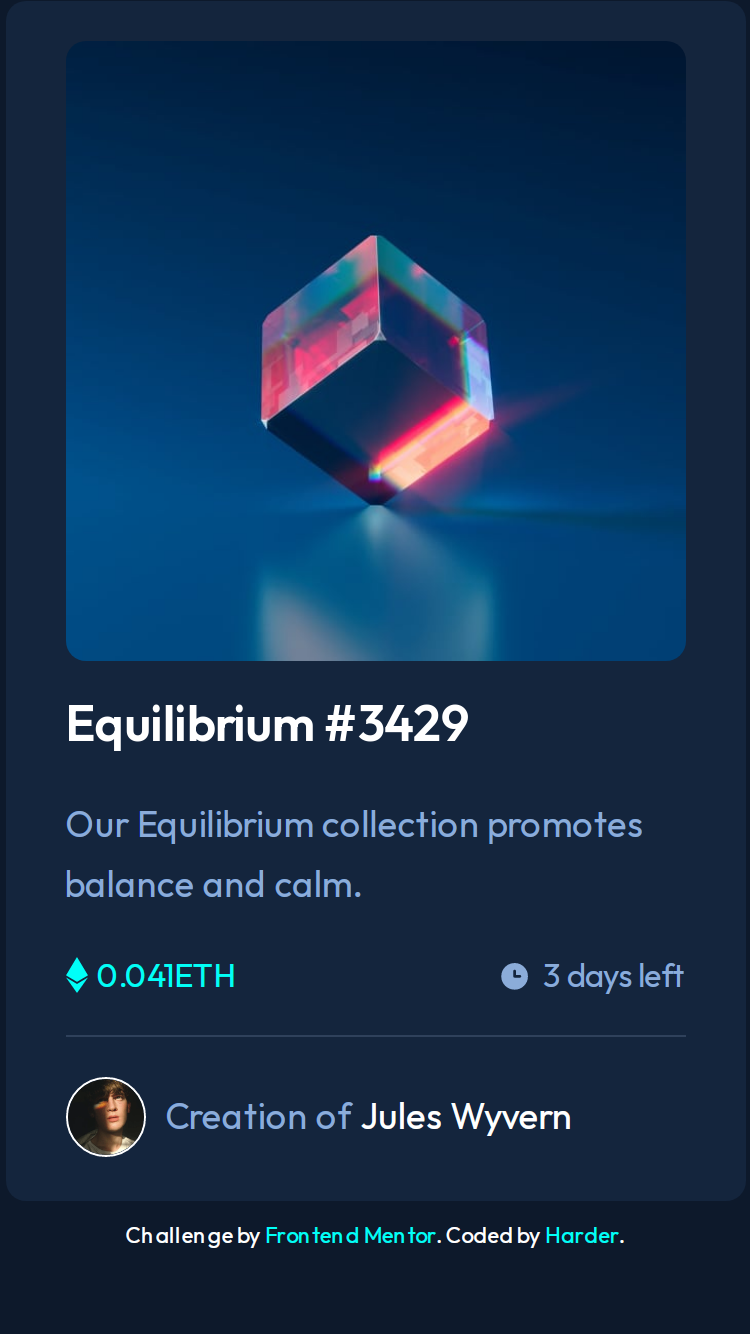 Equilibrium #3429
Our Equilibrium collection promotes
balance and calm.
0.041ETH
3 days left
Creation of Jules Wyvern
Challenge by Frontend Mentor. Coded by Harder.